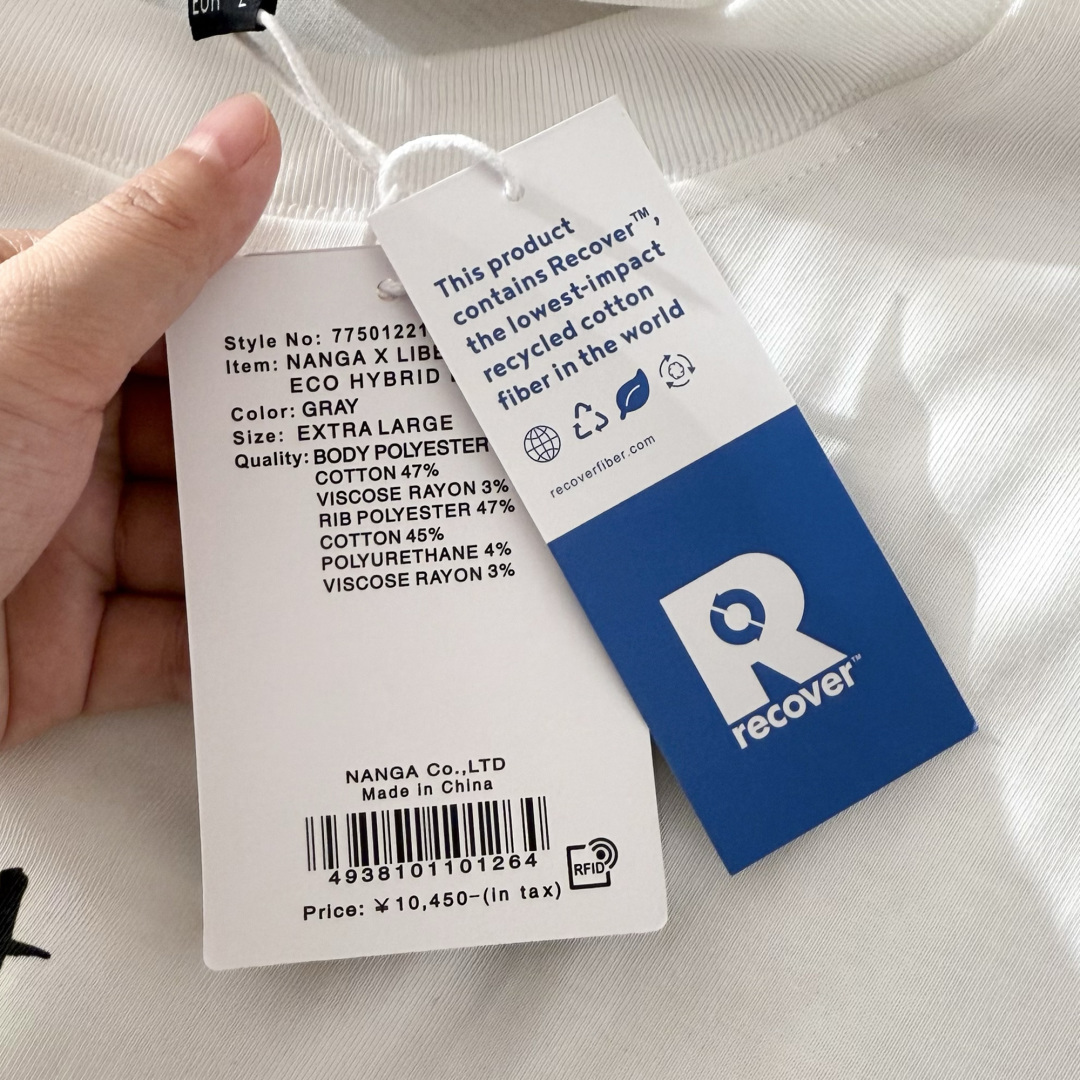 Style No: 77501221
Item: NANGA X
ECO HYBRID
Color: GRAY
Size: EXTRA LARGE
Quality: BODY POLYESTER
COTTON 47%
VISCOSE RAYON 3%
RIB POLYESTER 47%
COTTON 45%
POLYURETHANE 4%
VISCOSE RAYON 3%
NANGA Co.,LTD
Made in China
4938101101264
RFID
Price: ¥10,450-(in tax)
This product
contains Recover™,
the lowest-impact
recycled cotton
fiber in the world
recoverfiber.com
R
recover™